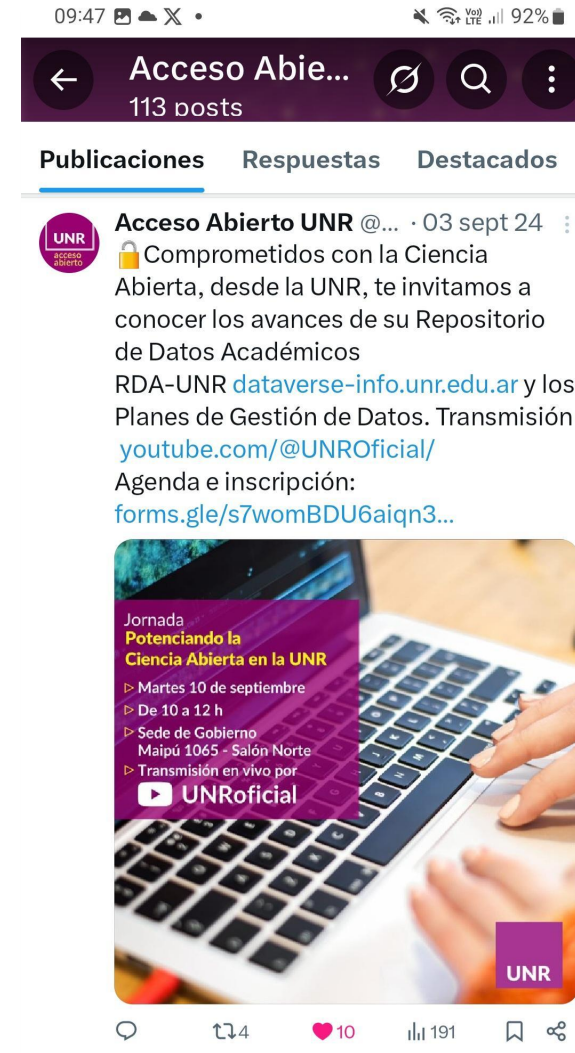 09:47
Vo))
LTE
92%
Acceso Abie...
113 posts
Publicaciones Respuestas Destacados
UNR
acceso
abierto
Acceso Abierto UNR @... · 03 sept 24
Comprometidos con la Ciencia
Abierta, desde la UNR, te invitamos a
conocer los avances de su Repositorio
de Datos Académicos
RDA-UNR dataverse-info.unr.edu.ar y los
Planes de Gestión de Datos. Transmisión
youtube.com/@UNROficial/
Agenda e inscripción:
forms.gle/s7womBDU6aiqn3...
Jornada
Potenciando la
Ciencia Abierta en la UNR
Martes 10 de septiembre
De 10 a 12 h
Sede de Gobierno
Maipú 1065 - Salón Norte
Transmisión en vivo por
UNRoficial
UNR
4 10 191